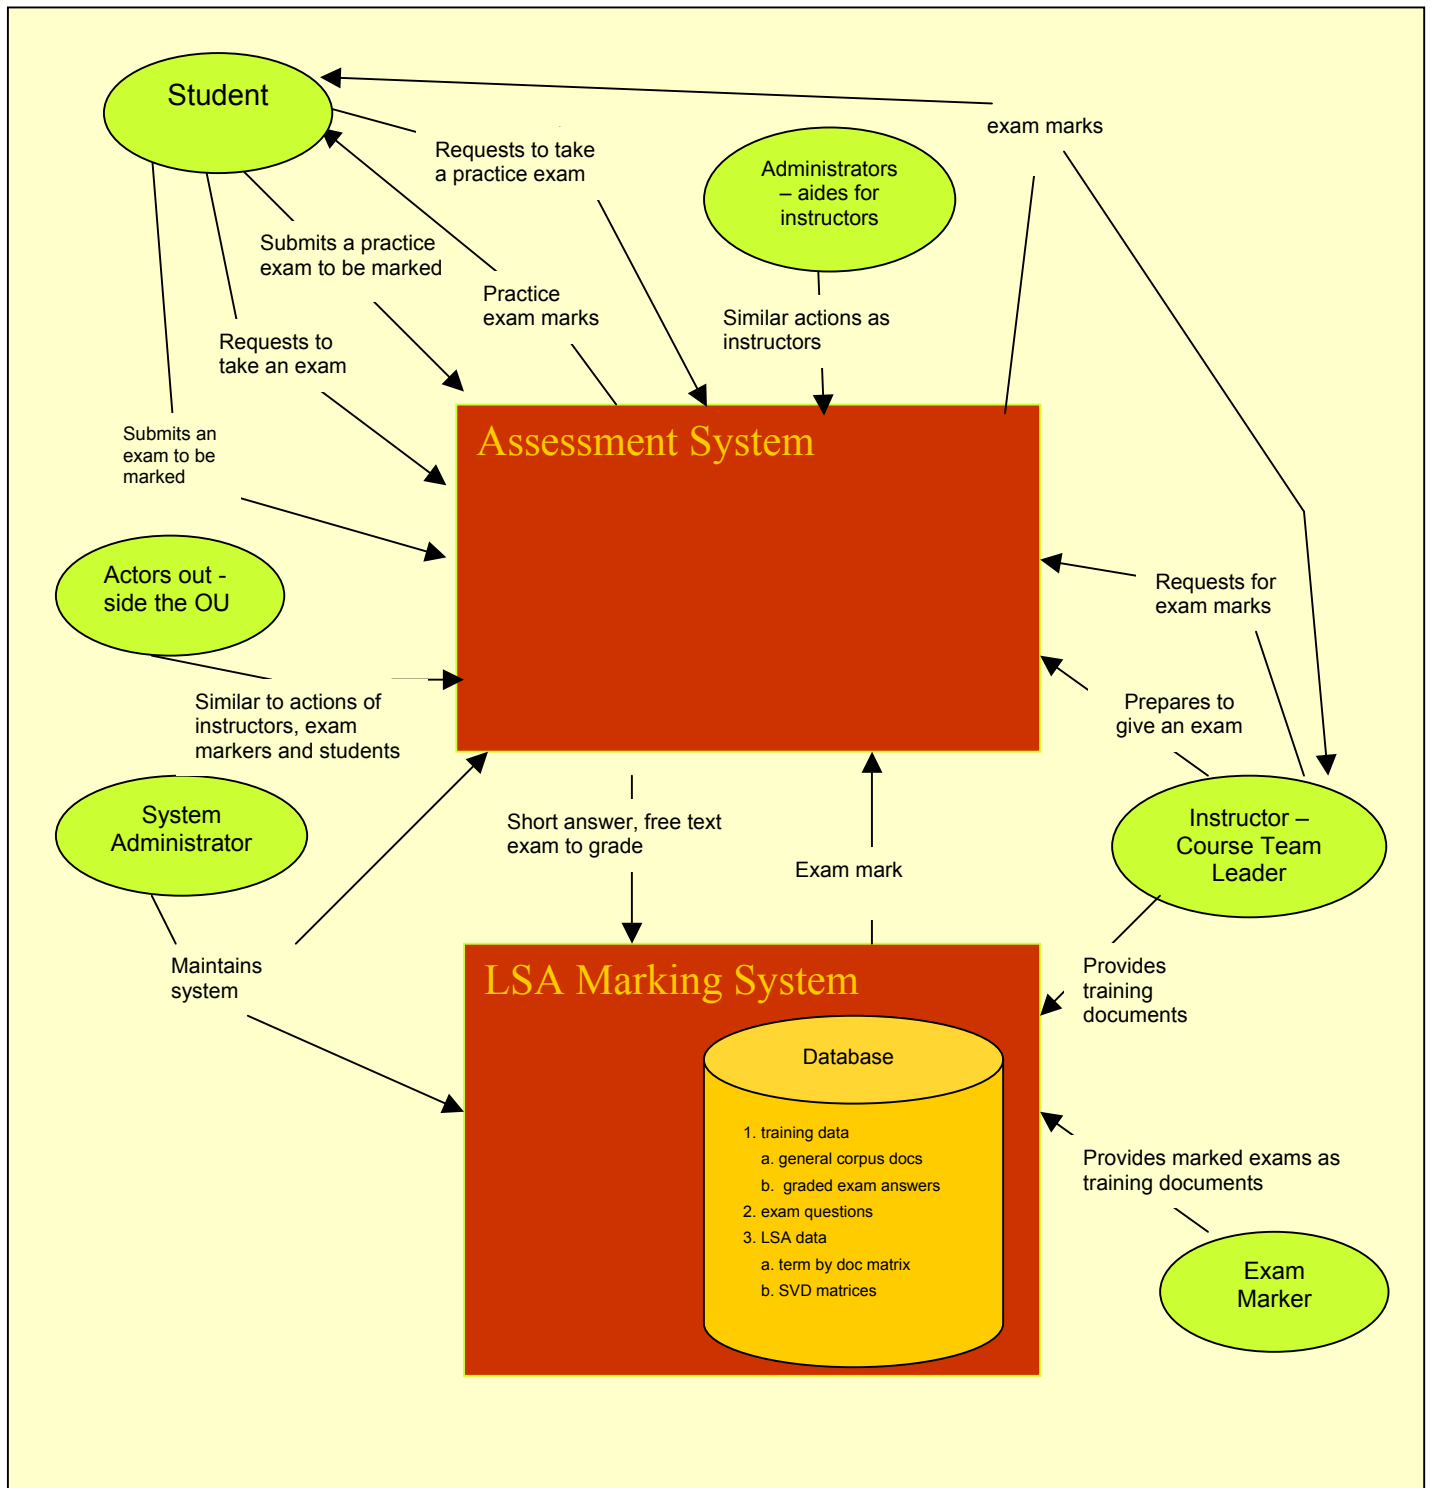 Student
exam marks
Requests to take
a practice exam
Administrators
– aides for
instructors
Submits a practice
exam to be marked
Practice
exam marks
Similar actions as
instructors
Requests to
take an exam
Submits an
exam to be
marked
Assessment System
Actors out -
side the OU
Requests for
exam marks
Similar to actions of
instructors, exam
markers and students
Prepares to
give an exam
System
Administrator
Short answer, free text
exam to grade
Exam mark
Instructor –
Course Team
Leader
Maintains
system
LSA Marking System
Provides
training
documents
Database
1. training data
a. general corpus docs
b. graded exam answers
2. exam questions
3. LSA data
a. term by doc matrix
b. SVD matrices
Provides marked exams as
training documents
Exam
Marker